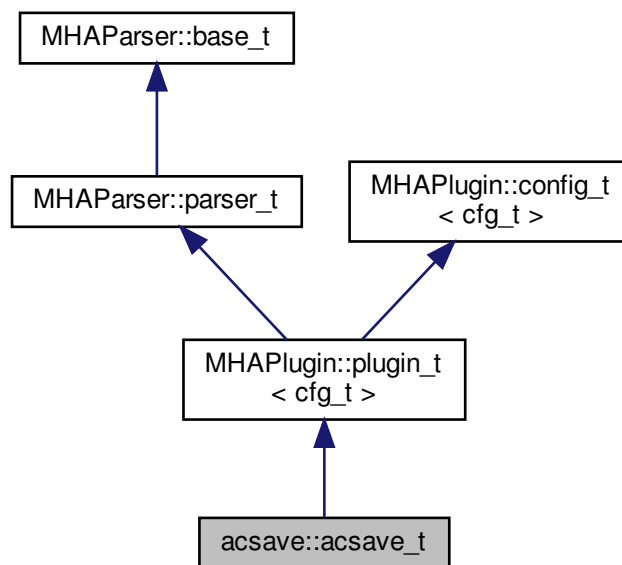 MHAParser::base_t
MHAParser::parser_t
MHAPlugin::config_t
< cfg_t >
MHAPlugin::plugin_t
< cfg_t >
acsave::acsave_t